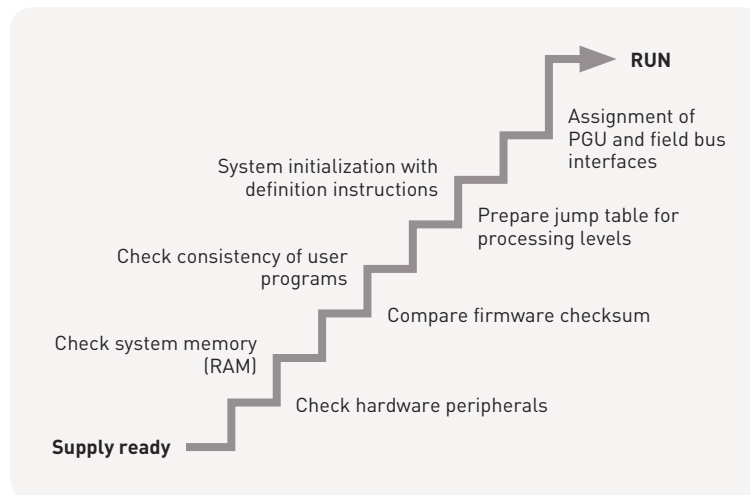 RUN
Assignment of
PGU and field bus
interfaces
System initialization with
definition instructions
Prepare jump table for
processing levels
Check consistency of user
programs
Compare firmware checksum
Check system memory
(RAM)
Check hardware peripherals
Supply ready